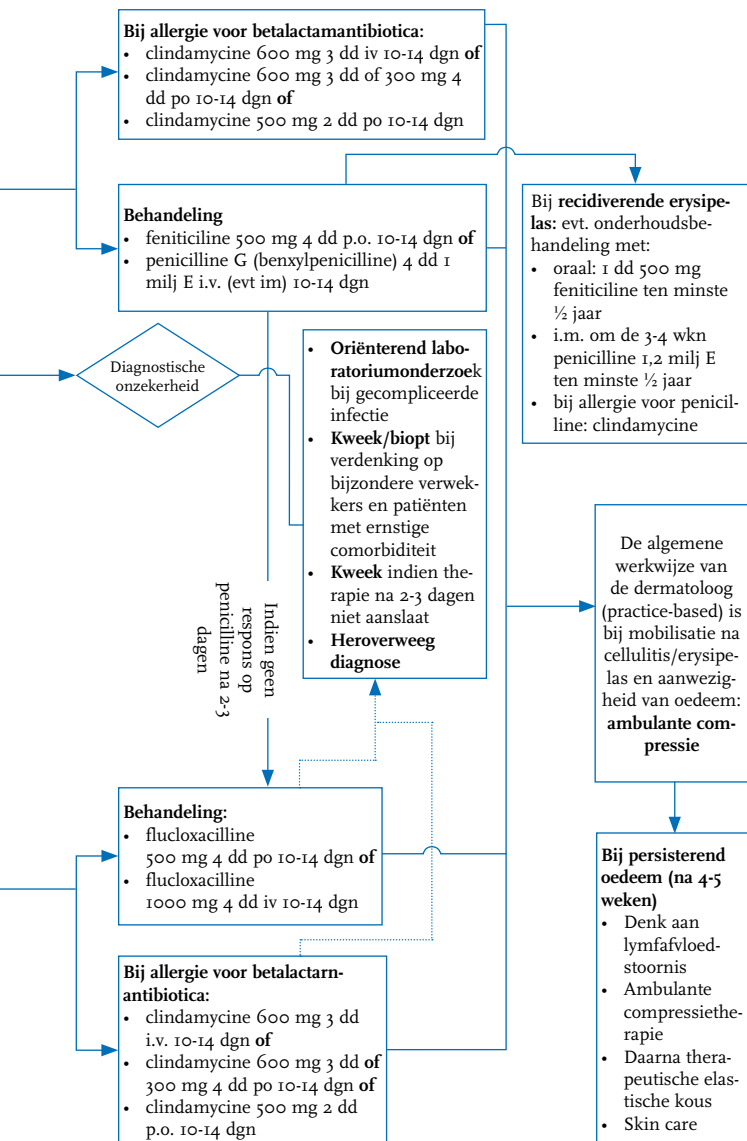 Bij allergie voor betalactamantibiotica:
• clindamycine 600 mg 3 dd iv 10-14 dgn of
• clindamycine 600 mg 3 dd of 300 mg 4
dd po 10-14 dgn of
• clindamycine 500 mg 2 dd po 10-14 dgn
Behandeling
• feniticiline 500 mg 4 dd p.o. 10-14 dgn of
• penicilline G (benxylpenicilline) 4 dd 1
milj E i.v. (evt im) 10-14 dgn
Bij recidiverende erysipe-
las: evt. onderhoudsbe-
handeling met:
• oraal: 1 dd 500 mg
feniticiline ten minste
½ jaar
• i.m. om de 3-4 wkn
penicilline 1,2 milj E
ten minste ½ jaar
• bij allergie voor penicil-
line: clindamycine
Diagnostische
onzekerheid
• Oriënterend labo-
ratoriumonderzoek
bij gecompliceerde
infectie
• Kweek/biopt bij
verdenking op
bijzondere verwek-
kers en patiënten
met ernstige
comorbiditeit
• Kweek indien the-
rapie na 2-3 dagen
niet aanslaat
• Heroverweeg
diagnose
Indien geen
respons op
penicilline na 2-3
dagen
De algemene
werkwijze van
de dermatoloog
(practice-based) is
bij mobilisatie na
cellulitis/erysipe-
las en aanwezig-
heid van oedeem:
ambulante com-
pressie
Behandeling:
• flucloxacilline
500 mg 4 dd po 10-14 dgn of
• flucloxacilline
1000 mg 4 dd iv 10-14 dgn
Bij allergie voor betalactarn-
antibiotica:
• clindamycine 600 mg 3 dd
i.v. 10-14 dgn of
• clindamycine 600 mg 3 dd of
300 mg 4 dd po 10-14 dgn of
• clindamycine 500 mg 2 dd
p.o. 10-14 dgn
Bij persisterend
oedeem (na 4-5
weken)
• Denk aan
lymfafvloed-
stoornis
• Ambulante
compressiethe-
rapie
• Daarna thera-
peutische elas-
tische kous
• Skin care